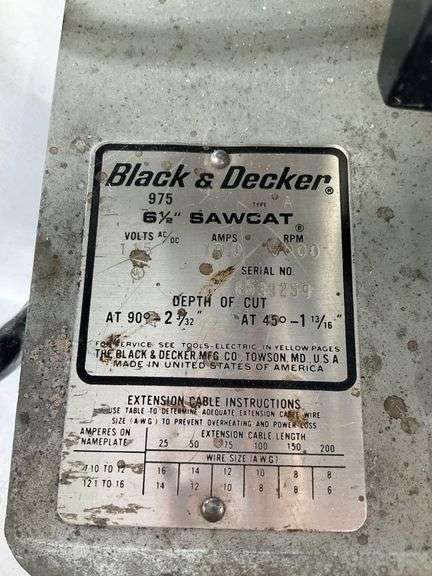 Black & Decker®
975 TYPE A
6½" SAWCAT®
VOLTS AC/DC AMPS RPM
115
SERIAL NO.
DEPTH OF CUT
AT 90°-2 3/32" AT 45°-1 13/16"
FOR SERVICE SEE TOOLS-ELECTRIC IN YELLOW PAGES
THE BLACK & DECKER MFG. CO., TOWSON, MD., U.S.A.
MADE IN UNITED STATES OF AMERICA
EXTENSION CABLE INSTRUCTIONS
USE TABLE TO DETERMINE ADEQUATE EXTENSION CABLE WIRE
SIZE (AWG) TO PREVENT OVERHEATING AND POWER LOSS
AMPERES ON NAMEPLATE
EXTENSION CABLE LENGTH
25 50 75 100 150 200
WIRE SIZE (A.W.G.)
7.10 TO 12 16 14 12 10 8 8
12.1 TO 16 14 12 10 8 8 6